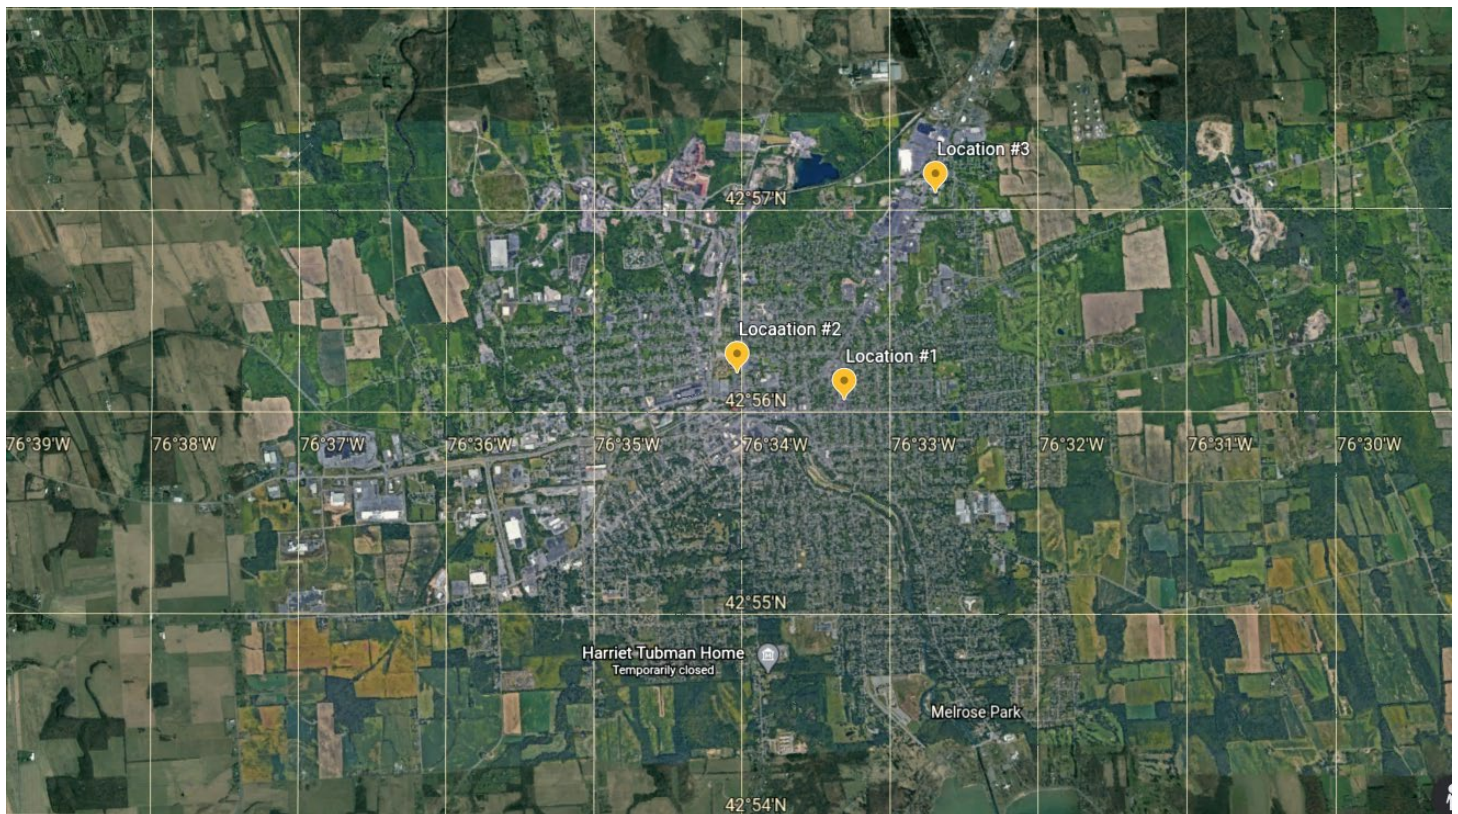 Location #3
42°57'N
Locaation #2
Location #1
42°56'N
76°39'W
76°38'W
76°37'W
76°36'W
76°35'W
76°34'W
76°33'W
76°32'W
76°31'W
76°30'W
42°55'N
Harriet Tubman Home
Temporarily closed
Melrose Park
42°54'N